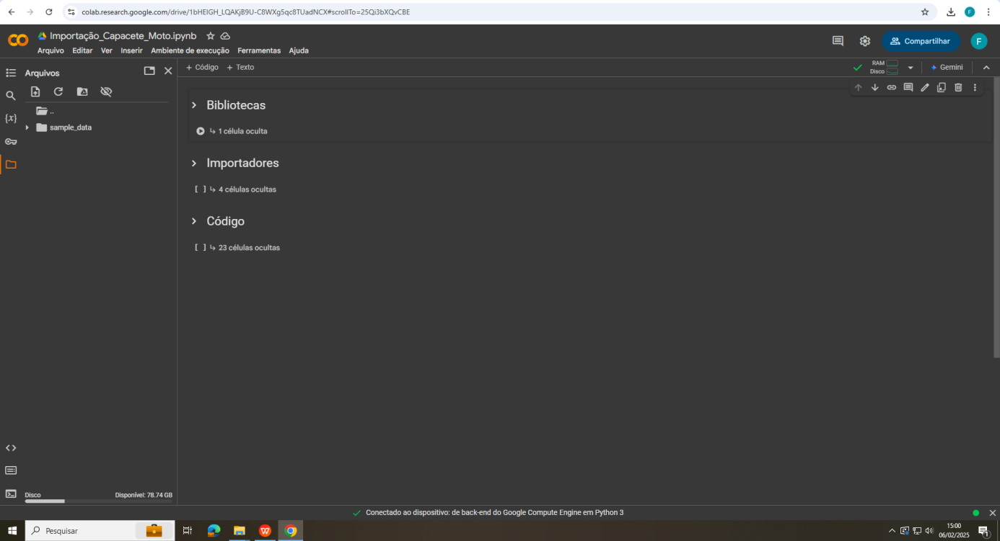 colab.research.google.com/drive/1bHEIGH_LQAKjB9U-C8WXg5qc8TUadNCX#scrollTo=25Qi3bXQvCBE
F
CO
Importação_Capacete_Moto.ipynb
Arquivo Editar Ver Inserir Ambiente de execução Ferramentas Ajuda
Compartilhar
F
Arquivos
+ Código + Texto
RAM
Disco
Gemini
..
sample_data
{x}
Bibliotecas
↳ 1 célula oculta
Importadores
[ ] ↳ 4 células ocultas
Código
[ ] ↳ 23 células ocultas
Disco
Disponível: 78.74 GB
Conectado ao dispositivo: de back-end do Google Compute Engine em Python 3
Pesquisar
W
15:00
06/02/2025
1